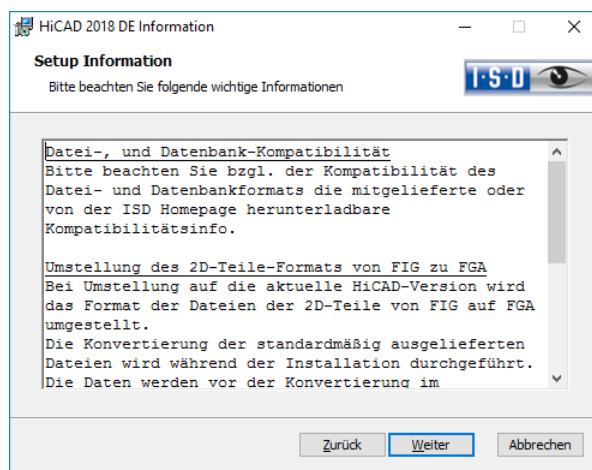 HiCAD 2018 DE Information
Setup Information
Bitte beachten Sie folgende wichtige Informationen
I·S·D
Datei-, und Datenbank-Kompatibilität
Bitte beachten Sie bzgl. der Kompatibilität des
Datei- und Datenbankformats die mitgelieferte oder
von der ISD Homepage herunterladbare
Kompatibilitätsinfo.
Umstellung des 2D-Teile-Formats von FIG zu FGA
Bei Umstellung auf die aktuelle HiCAD-Version wird
das Format der Dateien der 2D-Teile von FIG auf FGA
umgestellt.
Die Konvertierung der standardmäßig ausgelieferten
Dateien wird während der Installation durchgeführt.
Die Daten werden vor der Konvertierung im
Zurück Weiter Abbrechen